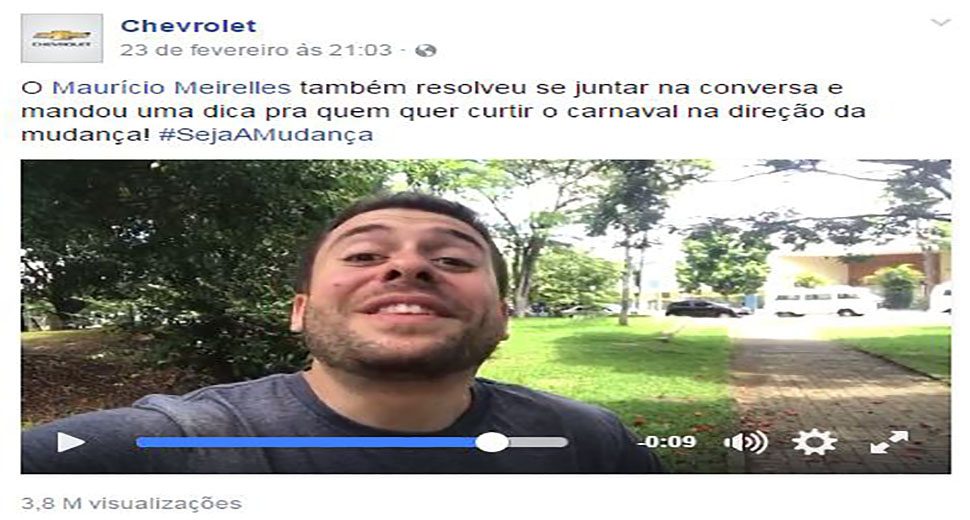 CHEVROLET
Chevrolet
23 de fevereiro às 21:03 ·
O Maurício Meirelles também resolveu se juntar na conversa e
mandou uma dica pra quem quer curtir o carnaval na direção da
mudança! #SejaAMudança
-0:09
3,8 M visualizações